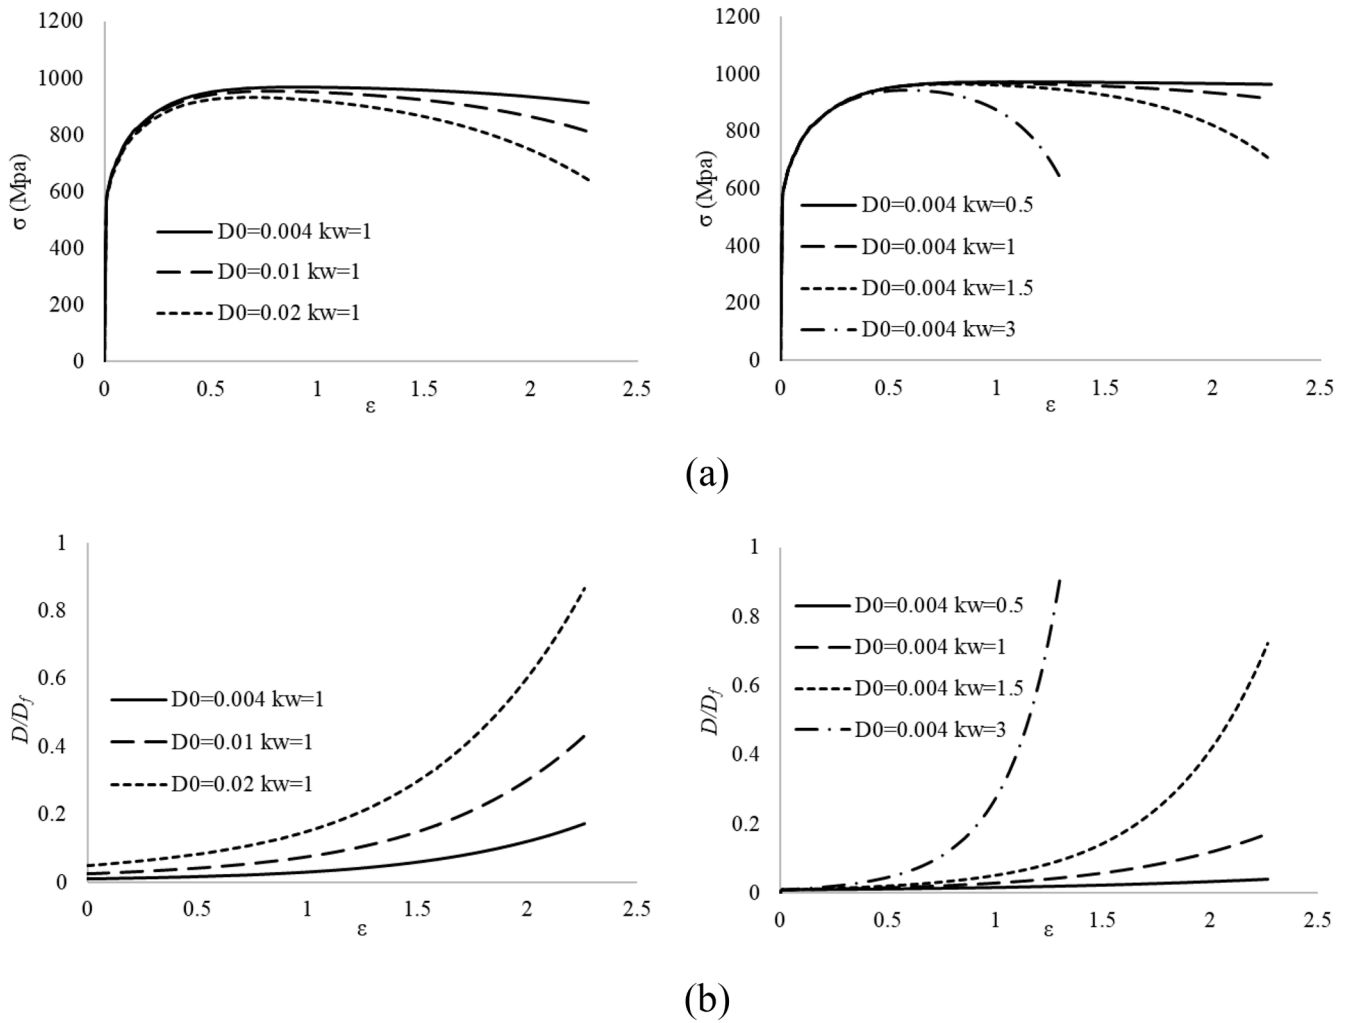 1200
1000
800
600
400
200
0
σ (Mpa)
D0=0.004 kw=1
D0=0.01 kw=1
D0=0.02 kw=1
0 0.5 1 1.5 2 2.5
ε
1200
1000
800
600
400
200
0
σ (Mpa)
D0=0.004 kw=0.5
D0=0.004 kw=1
D0=0.004 kw=1.5
D0=0.004 kw=3
0 0.5 1 1.5 2 2.5
ε
(a)
1
0.8
0.6
0.4
0.2
0
D/Df
D0=0.004 kw=1
D0=0.01 kw=1
D0=0.02 kw=1
0 0.5 1 1.5 2 2.5
ε
1
0.8
0.6
0.4
0.2
0
D/Df
D0=0.004 kw=0.5
D0=0.004 kw=1
D0=0.004 kw=1.5
D0=0.004 kw=3
0 0.5 1 1.5 2 2.5
ε
(b)